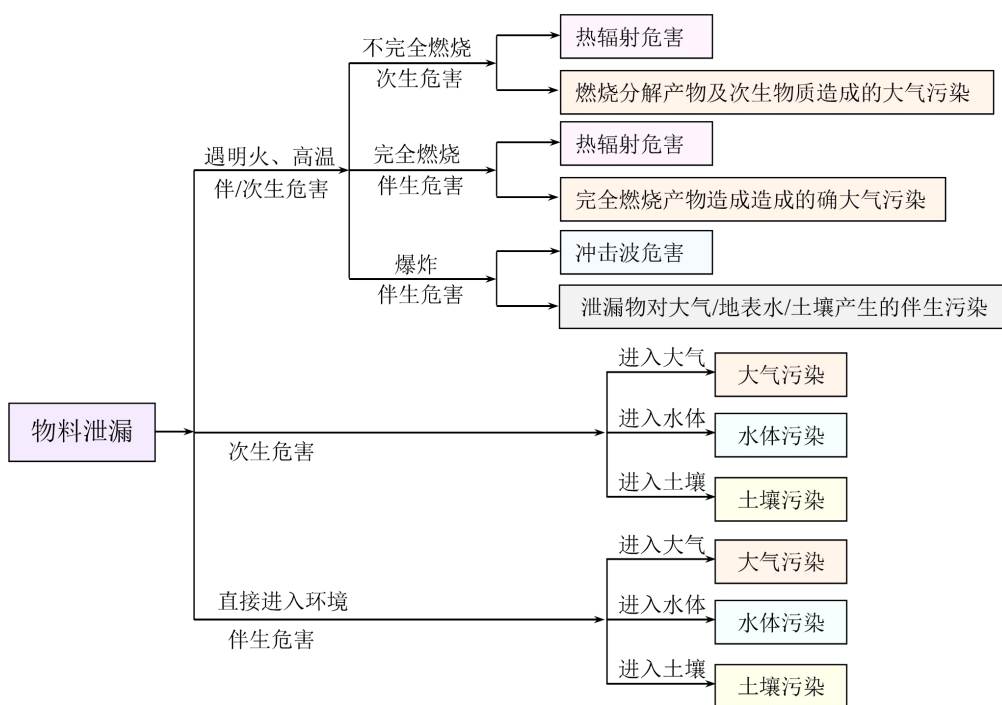 不完全燃烧
次生危害
热辐射危害
燃烧分解产物及次生物质造成的大气污染
遇明火、高温
伴/次生危害
完全燃烧
伴生危害
热辐射危害
完全燃烧产物造成造成的确大气污染
爆炸
伴生危害
冲击波危害
泄漏物对大气/地表水/土壤产生的伴生污染
物料泄漏
次生危害
进入大气
大气污染
进入水体
水体污染
进入土壤
土壤污染
直接进入环境
伴生危害
进入大气
大气污染
进入水体
水体污染
进入土壤
土壤污染